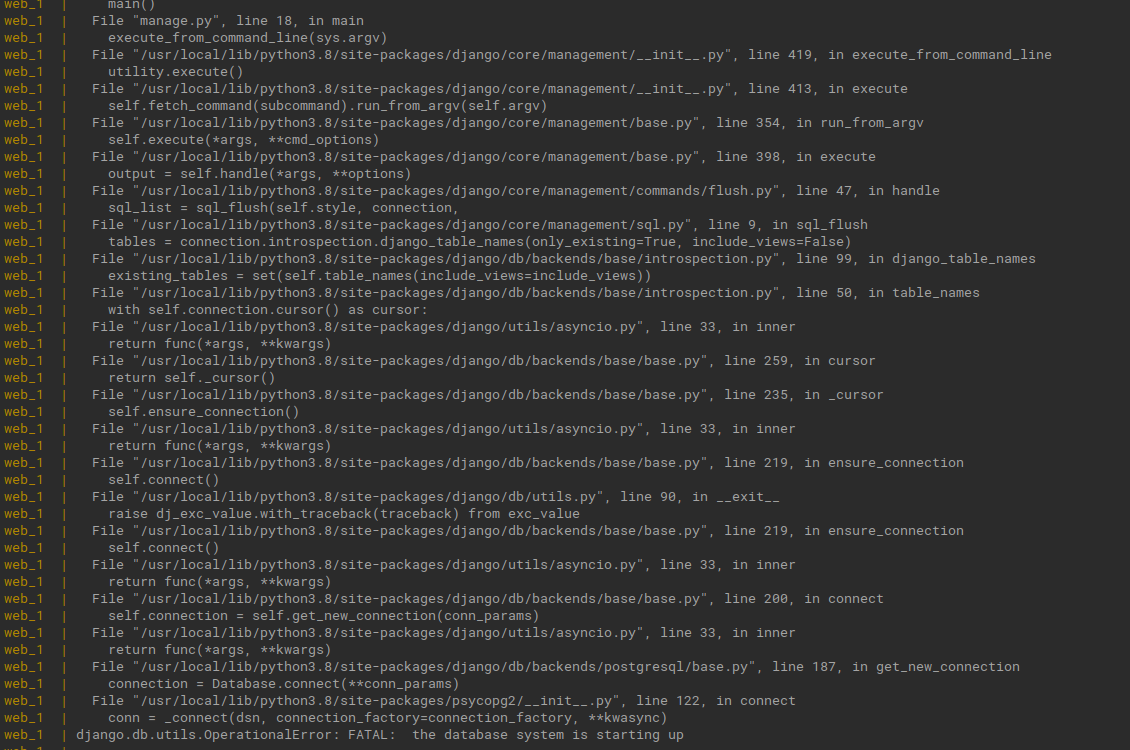 web_1  |     main()
web_1  |   File "manage.py", line 18, in main
web_1  |     execute_from_command_line(sys.argv)
web_1  |   File "/usr/local/lib/python3.8/site-packages/django/core/management/__init__.py", line 419, in execute_from_command_line
web_1  |     utility.execute()
web_1  |   File "/usr/local/lib/python3.8/site-packages/django/core/management/__init__.py", line 413, in execute
web_1  |     self.fetch_command(subcommand).run_from_argv(self.argv)
web_1  |   File "/usr/local/lib/python3.8/site-packages/django/core/management/base.py", line 354, in run_from_argv
web_1  |     self.execute(*args, **cmd_options)
web_1  |   File "/usr/local/lib/python3.8/site-packages/django/core/management/base.py", line 398, in execute
web_1  |     output = self.handle(*args, **options)
web_1  |   File "/usr/local/lib/python3.8/site-packages/django/core/management/commands/flush.py", line 47, in handle
web_1  |     sql_list = sql_flush(self.style, connection,
web_1  |   File "/usr/local/lib/python3.8/site-packages/django/core/management/sql.py", line 9, in sql_flush
web_1  |     tables = connection.introspection.django_table_names(only_existing=True, include_views=False)
web_1  |   File "/usr/local/lib/python3.8/site-packages/django/db/backends/base/introspection.py", line 99, in django_table_names
web_1  |     existing_tables = set(self.table_names(include_views=include_views))
web_1  |   File "/usr/local/lib/python3.8/site-packages/django/db/backends/base/introspection.py", line 50, in table_names
web_1  |     with self.connection.cursor() as cursor:
web_1  |   File "/usr/local/lib/python3.8/site-packages/django/utils/asyncio.py", line 33, in inner
web_1  |     return func(*args, **kwargs)
web_1  |   File "/usr/local/lib/python3.8/site-packages/django/db/backends/base/base.py", line 259, in cursor
web_1  |     return self._cursor()
web_1  |   File "/usr/local/lib/python3.8/site-packages/django/db/backends/base/base.py", line 235, in _cursor
web_1  |     self.ensure_connection()
web_1  |   File "/usr/local/lib/python3.8/site-packages/django/utils/asyncio.py", line 33, in inner
web_1  |     return func(*args, **kwargs)
web_1  |   File "/usr/local/lib/python3.8/site-packages/django/db/backends/base/base.py", line 219, in ensure_connection
web_1  |     self.connect()
web_1  |   File "/usr/local/lib/python3.8/site-packages/django/db/utils.py", line 90, in __exit__
web_1  |     raise dj_exc_value.with_traceback(traceback) from exc_value
web_1  |   File "/usr/local/lib/python3.8/site-packages/django/db/backends/base/base.py", line 219, in ensure_connection
web_1  |     self.connect()
web_1  |   File "/usr/local/lib/python3.8/site-packages/django/utils/asyncio.py", line 33, in inner
web_1  |     return func(*args, **kwargs)
web_1  |   File "/usr/local/lib/python3.8/site-packages/django/db/backends/base/base.py", line 200, in connect
web_1  |     self.connection = self.get_new_connection(conn_params)
web_1  |   File "/usr/local/lib/python3.8/site-packages/django/utils/asyncio.py", line 33, in inner
web_1  |     return func(*args, **kwargs)
web_1  |   File "/usr/local/lib/python3.8/site-packages/django/db/backends/postgresql/base.py", line 187, in get_new_connection
web_1  |     connection = Database.connect(**conn_params)
web_1  |   File "/usr/local/lib/python3.8/site-packages/psycopg2/__init__.py", line 122, in connect
web_1  |     conn = _connect(dsn, connection_factory=connection_factory, **kwasync)
web_1  | django.db.utils.OperationalError: FATAL:  the database system is starting up